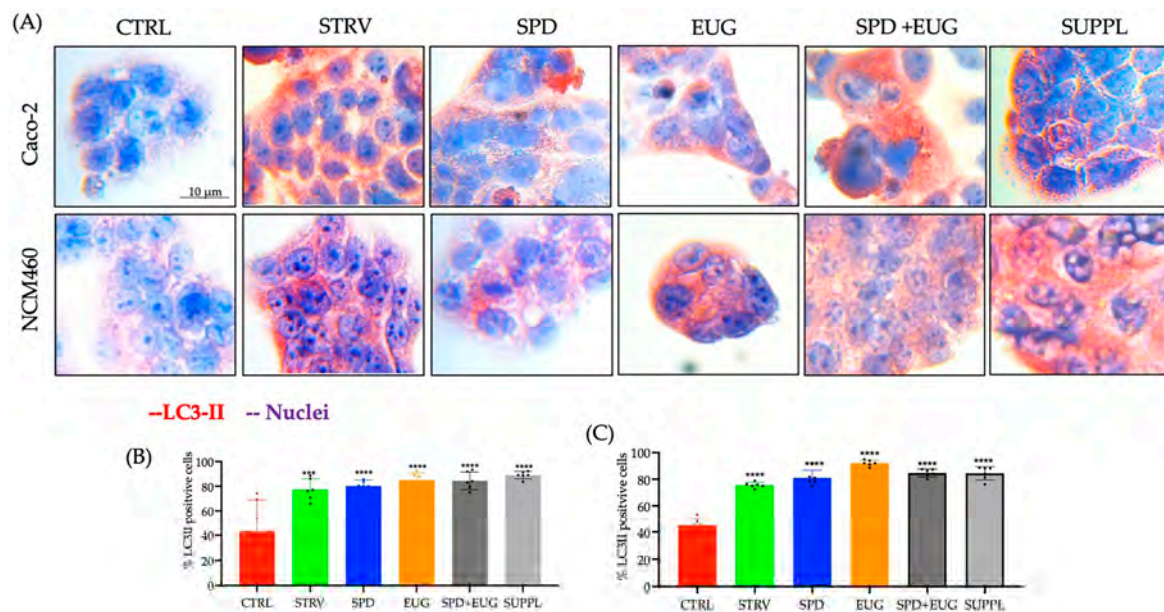 (A)
CTRL STRV SPD EUG SPD +EUG SUPPL
Caco-2
10 µm
NCM460
--LC3-II -- Nuclei
(B)
% LC3II positvive cells
100
80
60
40
20
0
*** **** **** **** ****
CTRL STRV SPD EUG SPD+EUG SUPPL
(C)
% LC3II positvive cells
100
80
60
40
20
0
**** **** **** **** ****
CTRL STRV SPD EUG SPD+EUG SUPPL